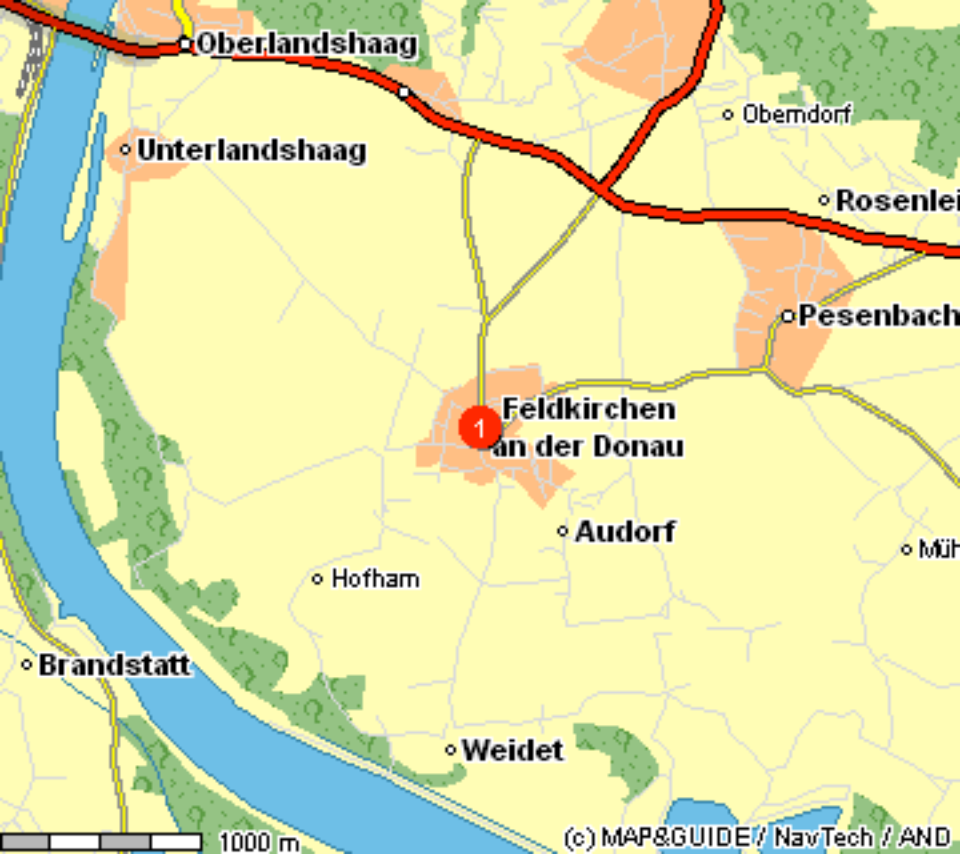 Oberlandshaag
Oberndorf
Unterlandshaag
Rosenlei
Pesenbach
1
Feldkirchen
an der Donau
Audorf
Müh
Hofham
Brandstatt
Weidet
1000 m
(c) MAP&GUIDE / NavTech / AND